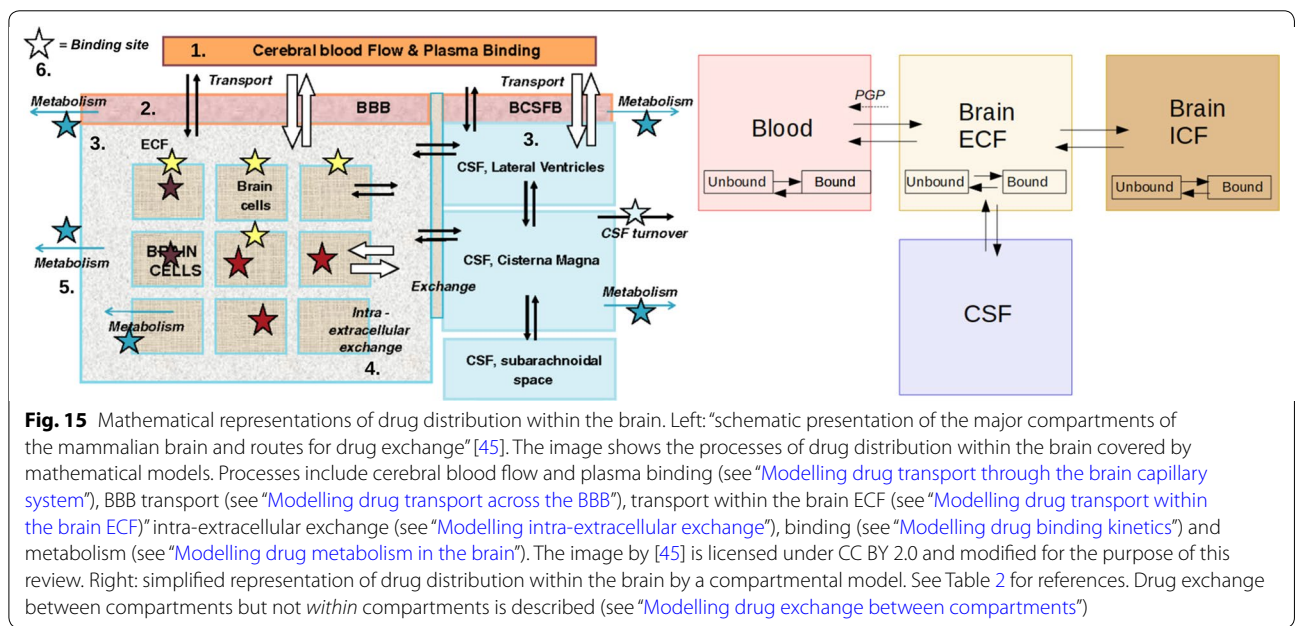 = Binding site
6.
1. Cerebral blood Flow & Plasma Binding
Transport
Transport
Metabolism
2.
BBB
BCSFB
Metabolism
3.
ECF
3.
CSF, Lateral Ventricles
Brain
cells
CSF turnover
BRAIN
CELLS
Metabolism
5.
CSF, Cisterna Magna
Exchange
Metabolism
Metabolism
Intra -
extracellular
exchange
4.
CSF, subarachnoidal
space
Blood
Unbound
Bound
PGP
Brain
ECF
Unbound
Bound
Brain
ICF
Unbound
Bound
CSF
Fig. 15 Mathematical representations of drug distribution within the brain. Left: “schematic presentation of the major compartments of
the mammalian brain and routes for drug exchange” [45]. The image shows the processes of drug distribution within the brain covered by
mathematical models. Processes include cerebral blood flow and plasma binding (see “Modelling drug transport through the brain capillary
system”), BBB transport (see “Modelling drug transport across the BBB”), transport within the brain ECF (see “Modelling drug transport within
the brain ECF)” intra-extracellular exchange (see “Modelling intra-extracellular exchange”), binding (see “Modelling drug binding kinetics”) and
metabolism (see “Modelling drug metabolism in the brain”). The image by [45] is licensed under CC BY 2.0 and modified for the purpose of this
review. Right: simplified representation of drug distribution within the brain by a compartmental model. See Table 2 for references. Drug exchange
between compartments but not within compartments is described (see “Modelling drug exchange between compartments”)